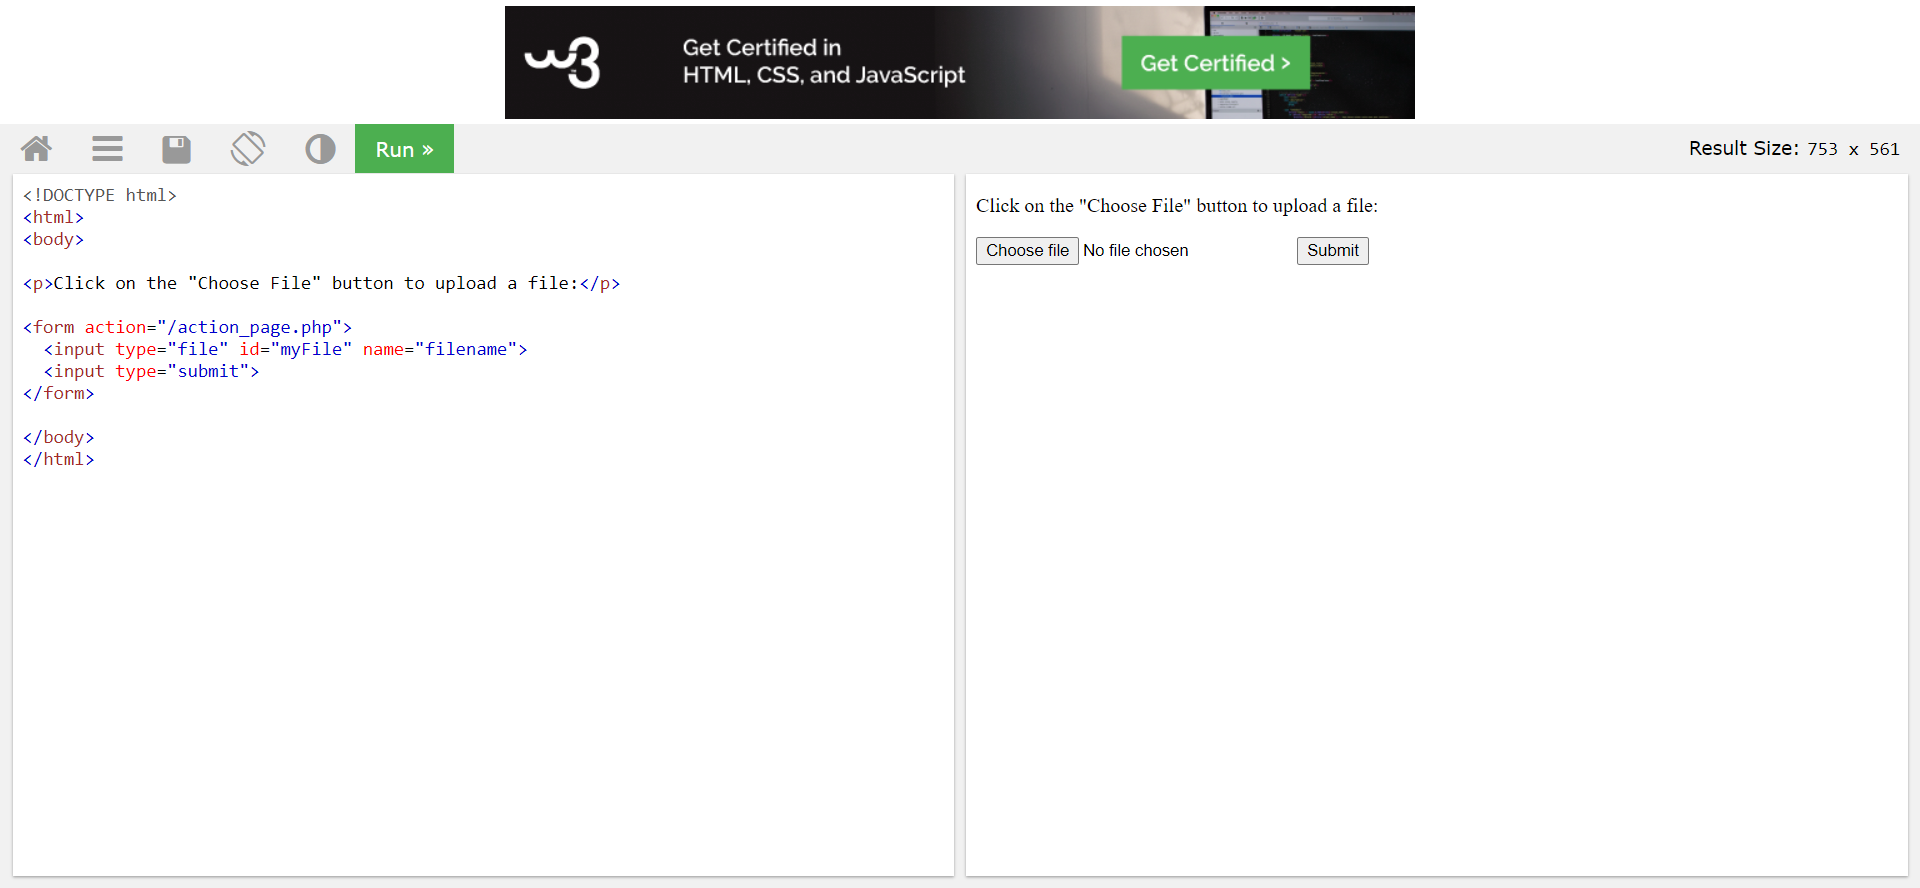 W3
Get Certified in
HTML, CSS, and JavaScript
Get Certified >
Run »
Result Size: 753 x 561
<!DOCTYPE html>
<html>
<body>
<p>Click on the "Choose File" button to upload a file:</p>
<form action="/action_page.php">
  <input type="file" id="myFile" name="filename">
  <input type="submit">
</form>
</body>
</html>
Click on the "Choose File" button to upload a file:
Choose file No file chosen Submit